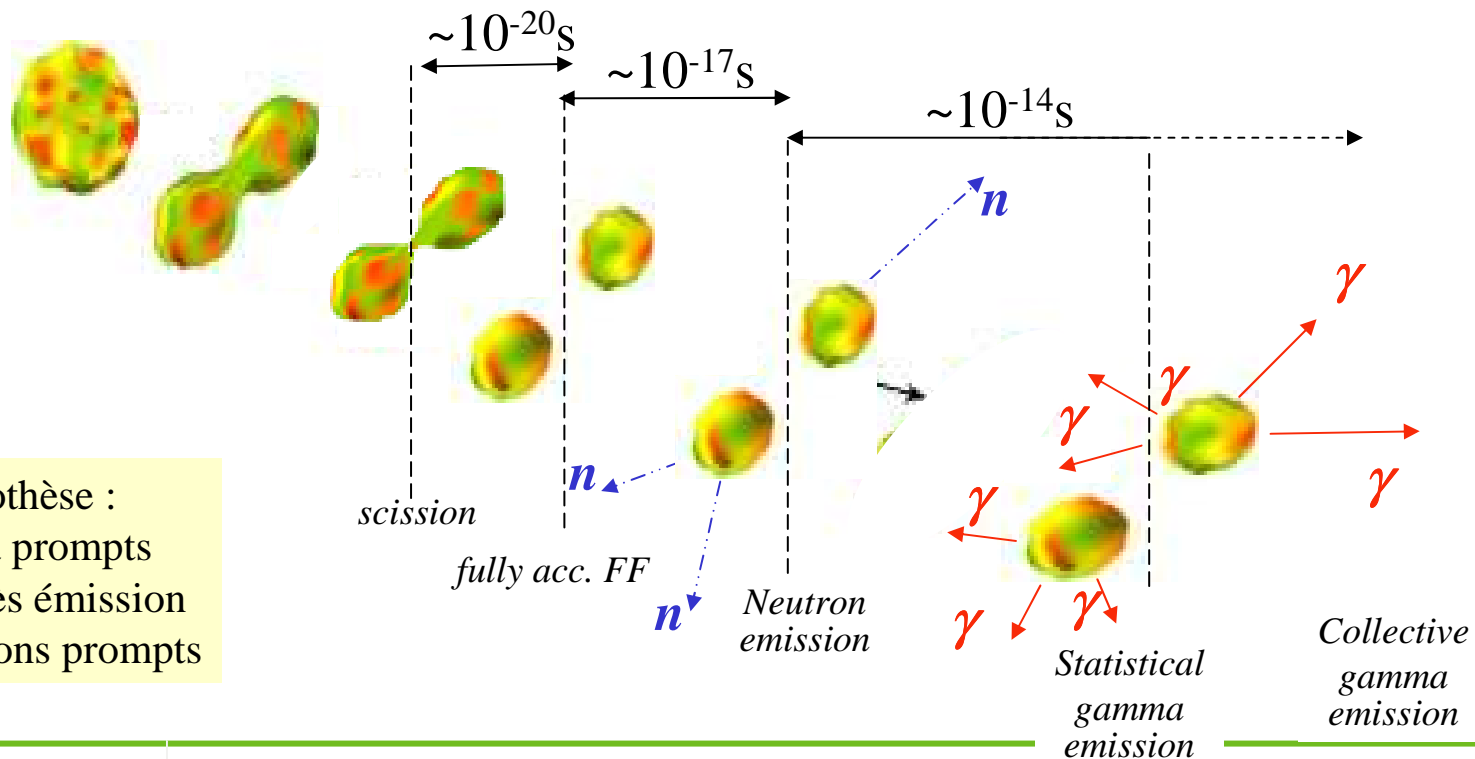 ~10⁻²⁰s
~10⁻¹⁷s
~10⁻¹⁴s
n
γ
γ
γ
γ
γ
n
γ
γ
n
scission
fully acc. FF
Neutron
emission
Statistical
gamma
emission
Collective
gamma
emission
othèse :
prompts
es émission
ons prompts